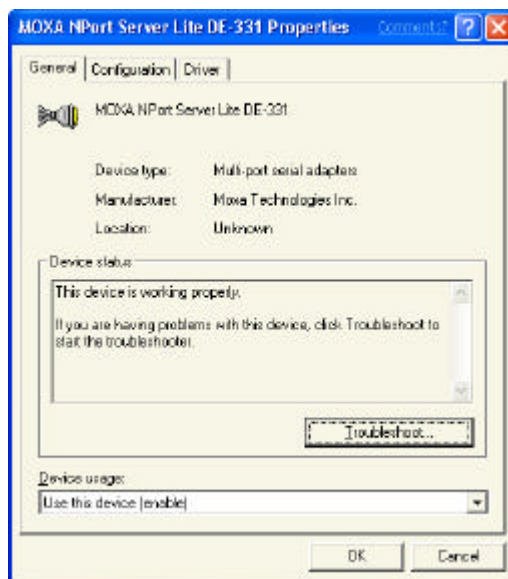 MOXA NPort Server Lite DE-331 Properties Comments?
General Configuration Driver
MOXA NPort Server Lite DE-331
Device type: Multi-port serial adapters
Manufacturer: Moxa Technologies Inc.
Location: Unknown
Device status
This device is working properly.
If you are having problems with this device, click Troubleshoot to
start the troubleshooter.
Troubleshoot...
Device usage:
Use this device (enable)
OK Cancel